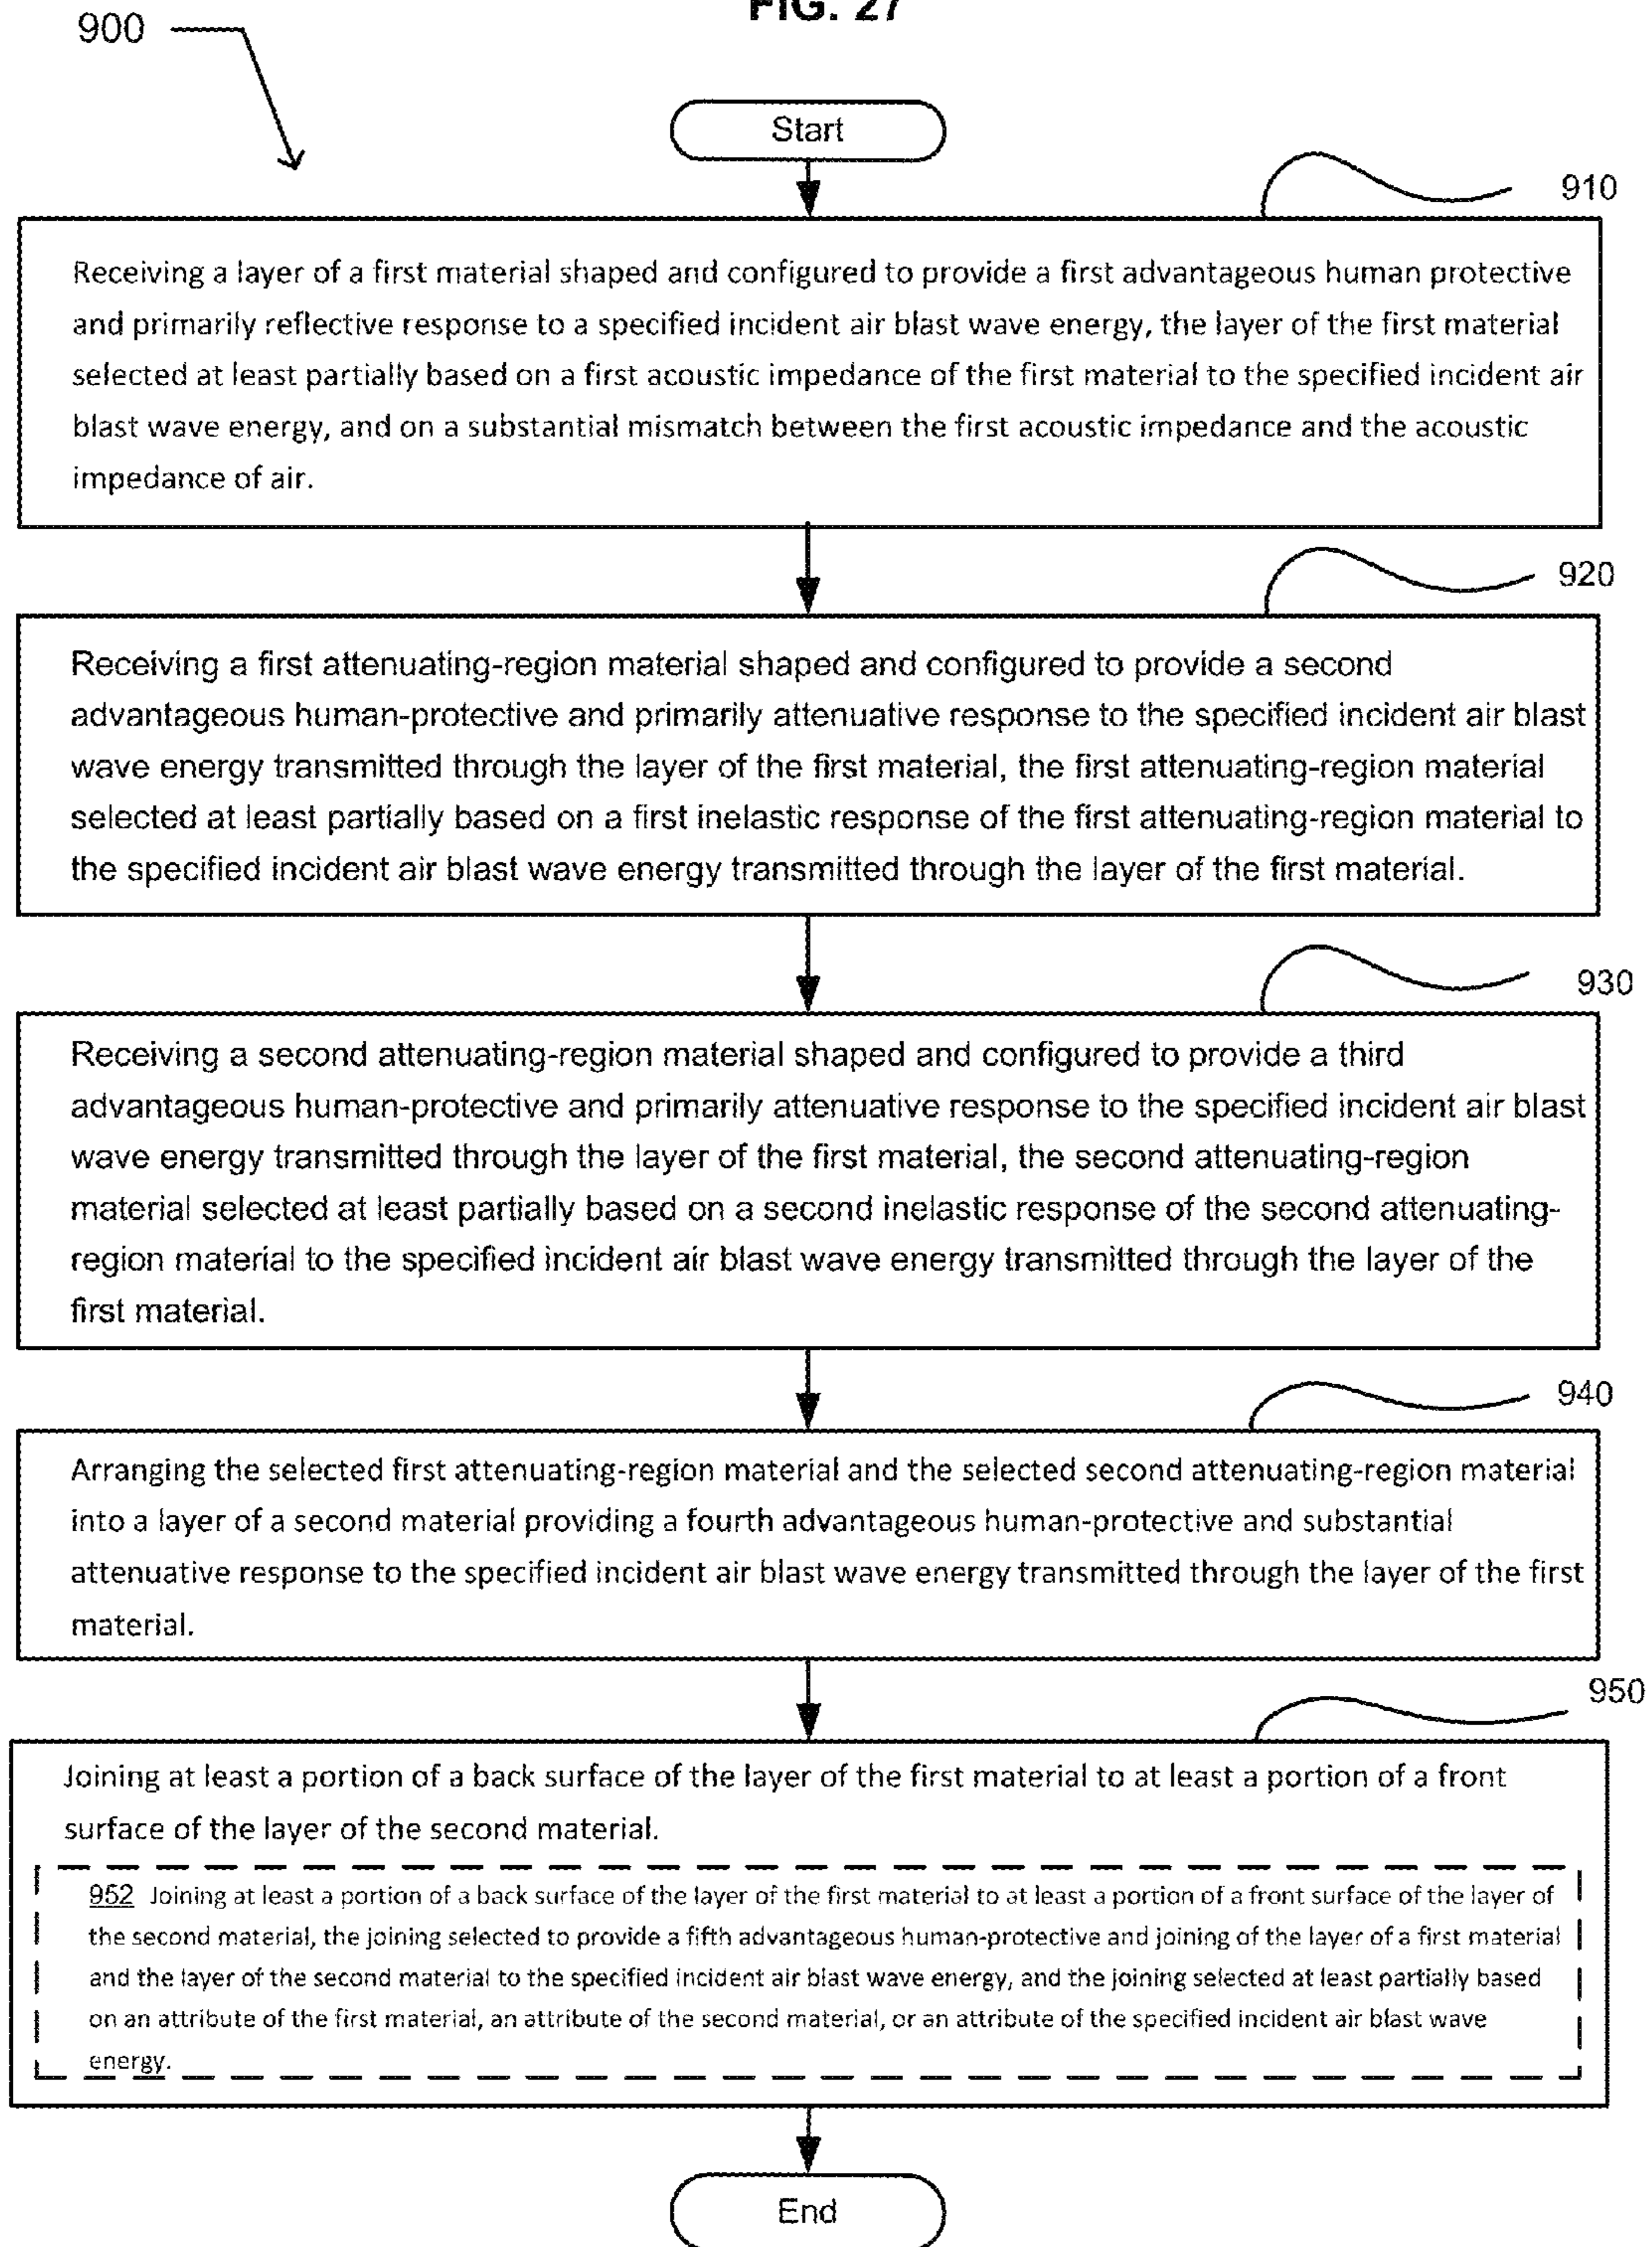 FIG. 27
900
Start
910
Receiving a layer of a first material shaped and configured to provide a first advantageous human protective
and primarily reflective response to a specified incident air blast wave energy, the layer of the first material
selected at least partially based on a first acoustic impedance of the first material to the specified incident air
blast wave energy, and on a substantial mismatch between the first acoustic impedance and the acoustic
impedance of air.
920
Receiving a first attenuating-region material shaped and configured to provide a second
advantageous human-protective and primarily attenuative response to the specified incident air blast
wave energy transmitted through the layer of the first material, the first attenuating-region material
selected at least partially based on a first inelastic response of the first attenuating-region material to
the specified incident air blast wave energy transmitted through the layer of the first material.
930
Receiving a second attenuating-region material shaped and configured to provide a third
advantageous human-protective and primarily attenuative response to the specified incident air blast
wave energy transmitted through the layer of the first material, the second attenuating-region
material selected at least partially based on a second inelastic response of the second attenuating-
region material to the specified incident air blast wave energy transmitted through the layer of the
first material.
940
Arranging the selected first attenuating-region material and the selected second attenuating-region material
into a layer of a second material providing a fourth advantageous human-protective and substantial
attenuative response to the specified incident air blast wave energy transmitted through the layer of the first
material.
950
Joining at least a portion of a back surface of the layer of the first material to at least a portion of a front
surface of the layer of the second material.
952 Joining at least a portion of a back surface of the layer of the first material to at least a portion of a front surface of the layer of
the second material, the joining selected to provide a fifth advantageous human-protective and joining of the layer of a first material
and the layer of the second material to the specified incident air blast wave energy, and the joining selected at least partially based
on an attribute of the first material, an attribute of the second material, or an attribute of the specified incident air blast wave
energy.
End